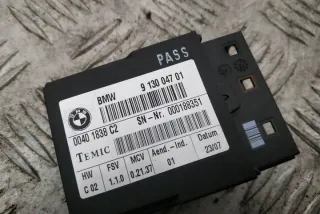 PASS
BMW
9 130 047 01
0040 1838 C2
SN-Nr. 000188351
TEMIC
HW FSV MCV Aend.-Ind. Datum
C 02 1.1.0 0.21.37 01 23/07